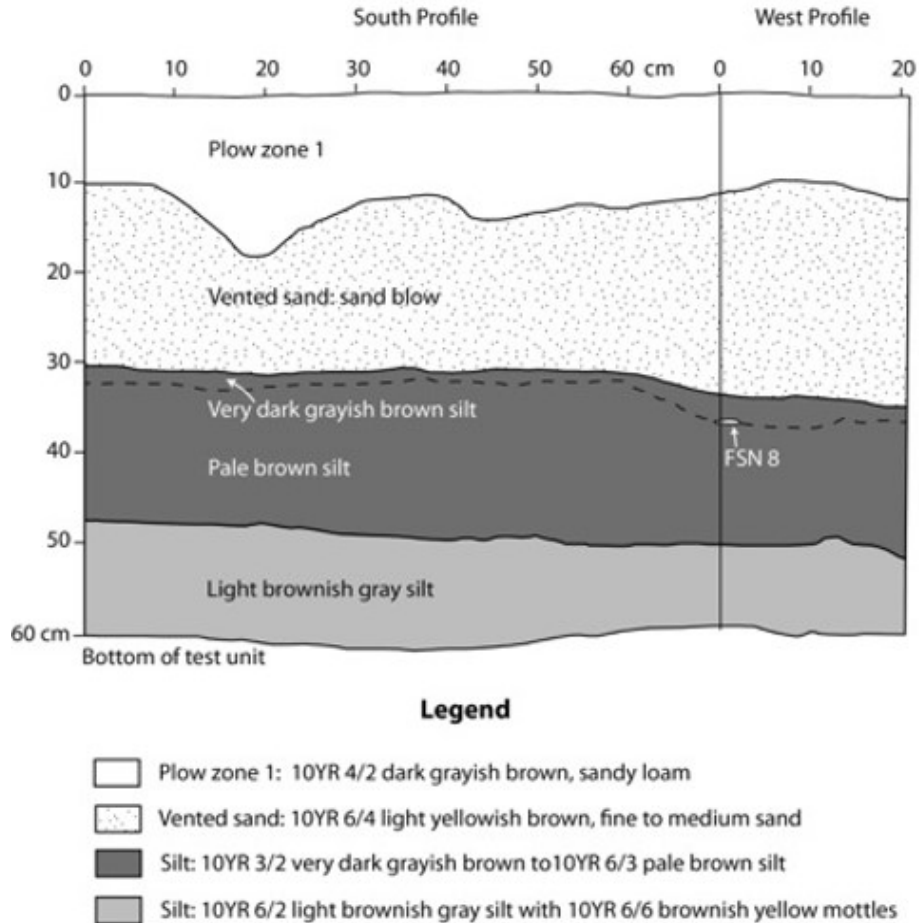 South Profile
West Profile
0 10 20 30 40 50 60 cm 0 10 20
0
Plow zone 1
10
20
Vented sand: sand blow
30
Very dark grayish brown silt
40
Pale brown silt
FSN 8
50
Light brownish gray silt
60 cm
Bottom of test unit
Legend
Plow zone 1: 10YR 4/2 dark grayish brown, sandy loam
Vented sand: 10YR 6/4 light yellowish brown, fine to medium sand
Silt: 10YR 3/2 very dark grayish brown to10YR 6/3 pale brown silt
Silt: 10YR 6/2 light brownish gray silt with 10YR 6/6 brownish yellow mottles